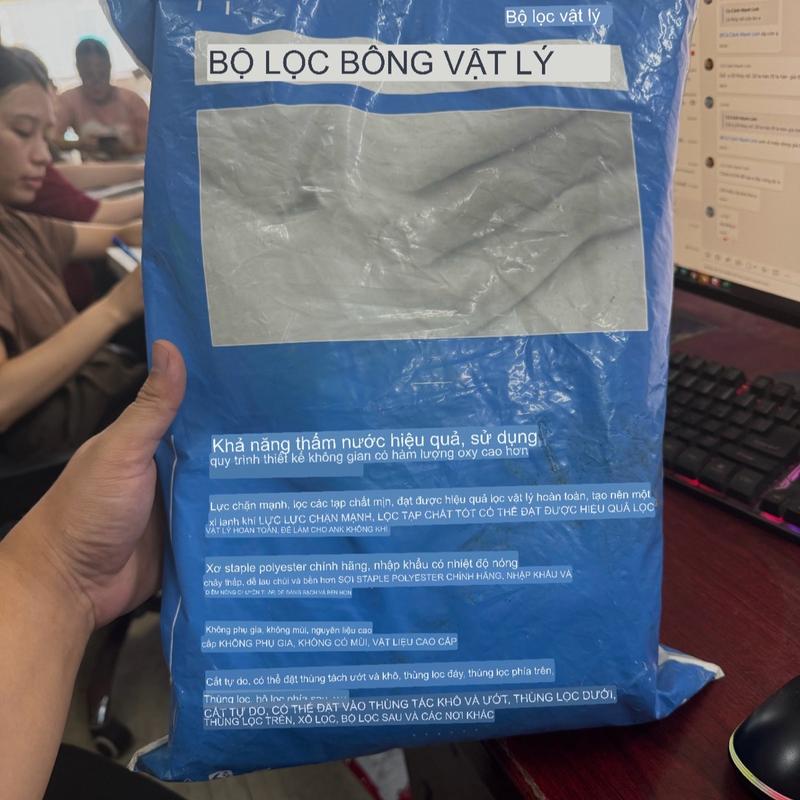 Bộ lọc vật lý
BỘ LỌC BÔNG VẬT LÝ
Khả năng thấm nước hiệu quả, sử dụng
quy trình thiết kế không gian có hàm lượng oxy cao hơn
Lực chặn mạnh, lọc các tạp chất mịn, đạt được hiệu quả lọc vật lý hoàn toàn, tạo nên một
xi lanh khí LỰC LỰC CHẶN MẠNH, LỌC TẠP CHẤT TỐT CÓ THỂ ĐẠT ĐƯỢC HIỆU QUẢ LỌC
VẬT LÝ HOÀN TOÀN, ĐỂ LÀM CHO ANK KHÔNG KHÍ
Xơ staple polyester chính hãng, nhập khẩu có nhiệt độ nóng
chảy thấp, dễ lau chùi và bền hơn SỢI STAPLE POLYESTER CHÍNH HÃNG, NHẬP KHẨU VÀ
Không phụ gia, không mùi, nguyên liệu cao
cấp KHÔNG PHỤ GIA, KHÔNG CÓ MÙI, VẬT LIỆU CAO CẤP
Cắt tự do, có thể đặt thùng tách ướt và khô, thùng lọc đáy, thùng lọc phía trên,
Thùng lọc, bộ lọc phía sau,
CẮT TỰ DO, CÓ THỂ ĐẶT VÀO THÙNG TÁC KHÔ VÀ ƯỚT, THÙNG LỌC DƯỚI,
THÙNG LỌC TRÊN, XÔ LỌC, BỘ LỌC SAU VÀ CÁC NƠI KHÁC